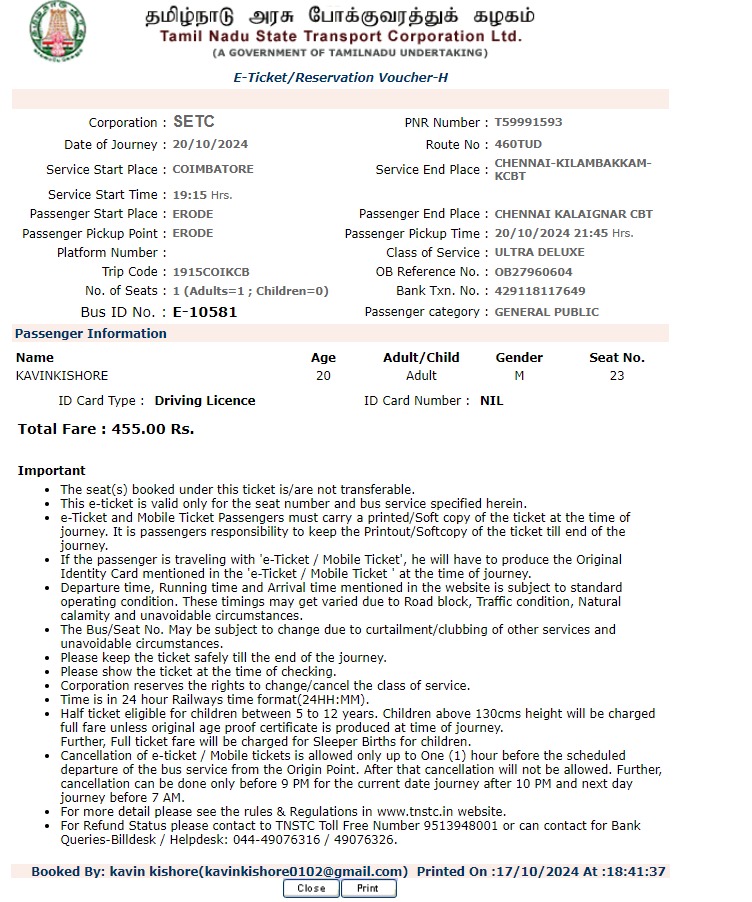 தமிழ்நாடு அரசு போக்குவரத்துக் கழகம்
Tamil Nadu State Transport Corporation Ltd.
(A GOVERNMENT OF TAMILNADU UNDERTAKING)
E-Ticket/Reservation Voucher-H
Corporation : SETC PNR Number : T59991593
Date of Journey : 20/10/2024 Route No : 460TUD
Service Start Place : COIMBATORE Service End Place : CHENNAI-KILAMBAKKAM-
KCBT
Service Start Time : 19:15 Hrs.
Passenger Start Place : ERODE Passenger End Place : CHENNAI KALAIGNAR CBT
Passenger Pickup Point : ERODE Passenger Pickup Time : 20/10/2024 21:45 Hrs.
Platform Number : Class of Service : ULTRA DELUXE
Trip Code : 1915COIKCB OB Reference No. : OB27960604
No. of Seats : 1 (Adults=1 ; Children=0) Bank Txn. No. : 429118117649
Bus ID No. : E-10581 Passenger category : GENERAL PUBLIC
Passenger Information
Name Age Adult/Child Gender Seat No.
KAVINKISHORE 20 Adult M 23
ID Card Type : Driving Licence ID Card Number : NIL
Total Fare : 455.00 Rs.
Important
• The seat(s) booked under this ticket is/are not transferable.
• This e-ticket is valid only for the seat number and bus service specified herein.
• e-Ticket and Mobile Ticket Passengers must carry a printed/Soft copy of the ticket at the time of
journey. It is passengers responsibility to keep the Printout/Softcopy of the ticket till end of the
journey.
• If the passenger is traveling with 'e-Ticket / Mobile Ticket', he will have to produce the Original
Identity Card mentioned in the 'e-Ticket / Mobile Ticket ' at the time of journey.
• Departure time, Running time and Arrival time mentioned in the website is subject to standard
operating condition. These timings may get varied due to Road block, Traffic condition, Natural
calamity and unavoidable circumstances.
• The Bus/Seat No. May be subject to change due to curtailment/clubbing of other services and
unavoidable circumstances.
• Please keep the ticket safely till the end of the journey.
• Please show the ticket at the time of checking.
• Corporation reserves the rights to change/cancel the class of service.
• Time is in 24 hour Railways time format(24HH:MM).
• Half ticket eligible for children between 5 to 12 years. Children above 130cms height will be charged
full fare unless original age proof certificate is produced at time of journey.
Further, Full ticket fare will be charged for Sleeper Births for children.
• Cancellation of e-ticket / Mobile tickets is allowed only up to One (1) hour before the scheduled
departure of the bus service from the Origin Point. After that cancellation will not be allowed. Further,
cancellation can be done only before 9 PM for the current date journey after 10 PM and next day
journey before 7 AM.
• For more detail please see the rules & Regulations in www.tnstc.in website.
• For Refund Status please contact to TNSTC Toll Free Number 9513948001 or can contact for Bank
Queries-Billdesk / Helpdesk: 044-49076316 / 49076326.
Booked By: kavin kishore(kavinkishore0102@gmail.com) Printed On :17/10/2024 At :18:41:37
Close Print